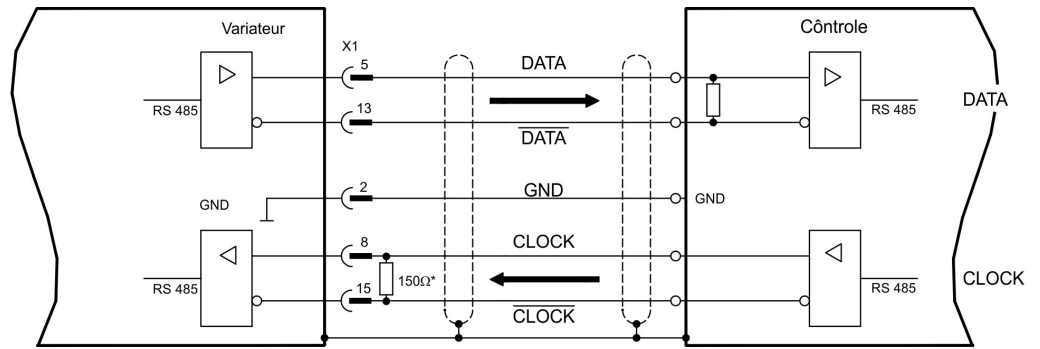 Variateur
Côntrole
X1
5
DATA
RS 485
RS 485
DATA
13
DATA
2
GND
GND
GND
8
CLOCK
RS 485
150Ω*
RS 485
CLOCK
15
CLOCK